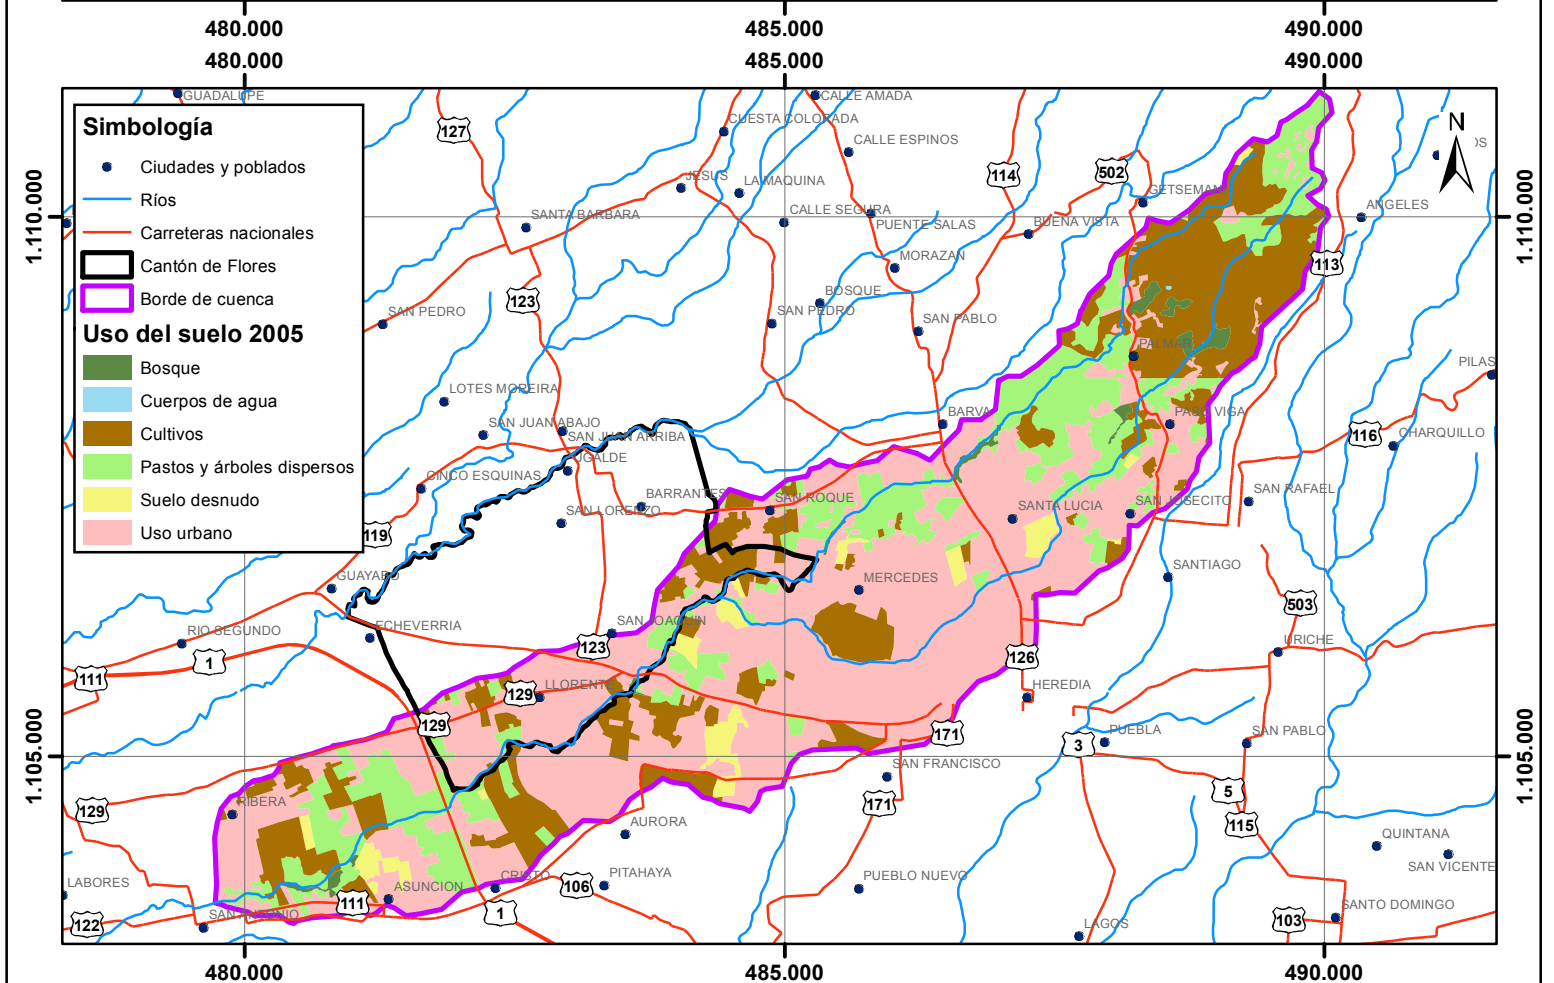 480.000 485.000 490.000
480.000 485.000 490.000
GUADALUPE
CALLE AMADA
Simbología
Ciudades y poblados
Ríos
Carreteras nacionales
Cantón de Flores
Borde de cuenca
Uso del suelo 2005
Bosque
Cuerpos de agua
Cultivos
Pastos y árboles dispersos
Suelo desnudo
Uso urbano
N
127
CUESTA COLORADA
CALLE ESPINOS
114
502
JESUS
LA MAQUINA
GETSEMAN
ANGELES
1.110.000
1.110.000
SANTA BARBARA
CALLE SEGURA
PUENTE SALAS
BUENA VISTA
MORAZAN
113
123
BOSQUE
SAN PEDRO
SAN PEDRO
SAN PABLO
PALMAR
PILAS
LOTES MOREIRA
BARVA
PASO VIGA
SAN JUAN ABAJO
SAN JUAN ARRIBA
116
CHARQUILLO
UGALDE
CINCO ESQUINAS
BARRANTES
SAN ROQUE
SAN RAFAEL
SAN LORENZO
SANTA LUCIA
SAN JOSECITO
119
GUAYABO
MERCEDES
SANTIAGO
503
RIO SEGUNDO
ECHEVERRIA
SAN JOAQUIN
URICHE
1
123
126
111
129
LLORENTE
HEREDIA
129
171
3
PUEBLA
SAN PABLO
1.105.000
1.105.000
SAN FRANCISCO
5
129
RIBERA
171
115
AURORA
QUINTANA
SAN VICENTE
LABORES
ASUNCION
CRISTO
106
PITAHAYA
PUEBLO NUEVO
111
1
122
SAN ANTONIO
LAGOS
103
SANTO DOMINGO
480.000 485.000 490.000